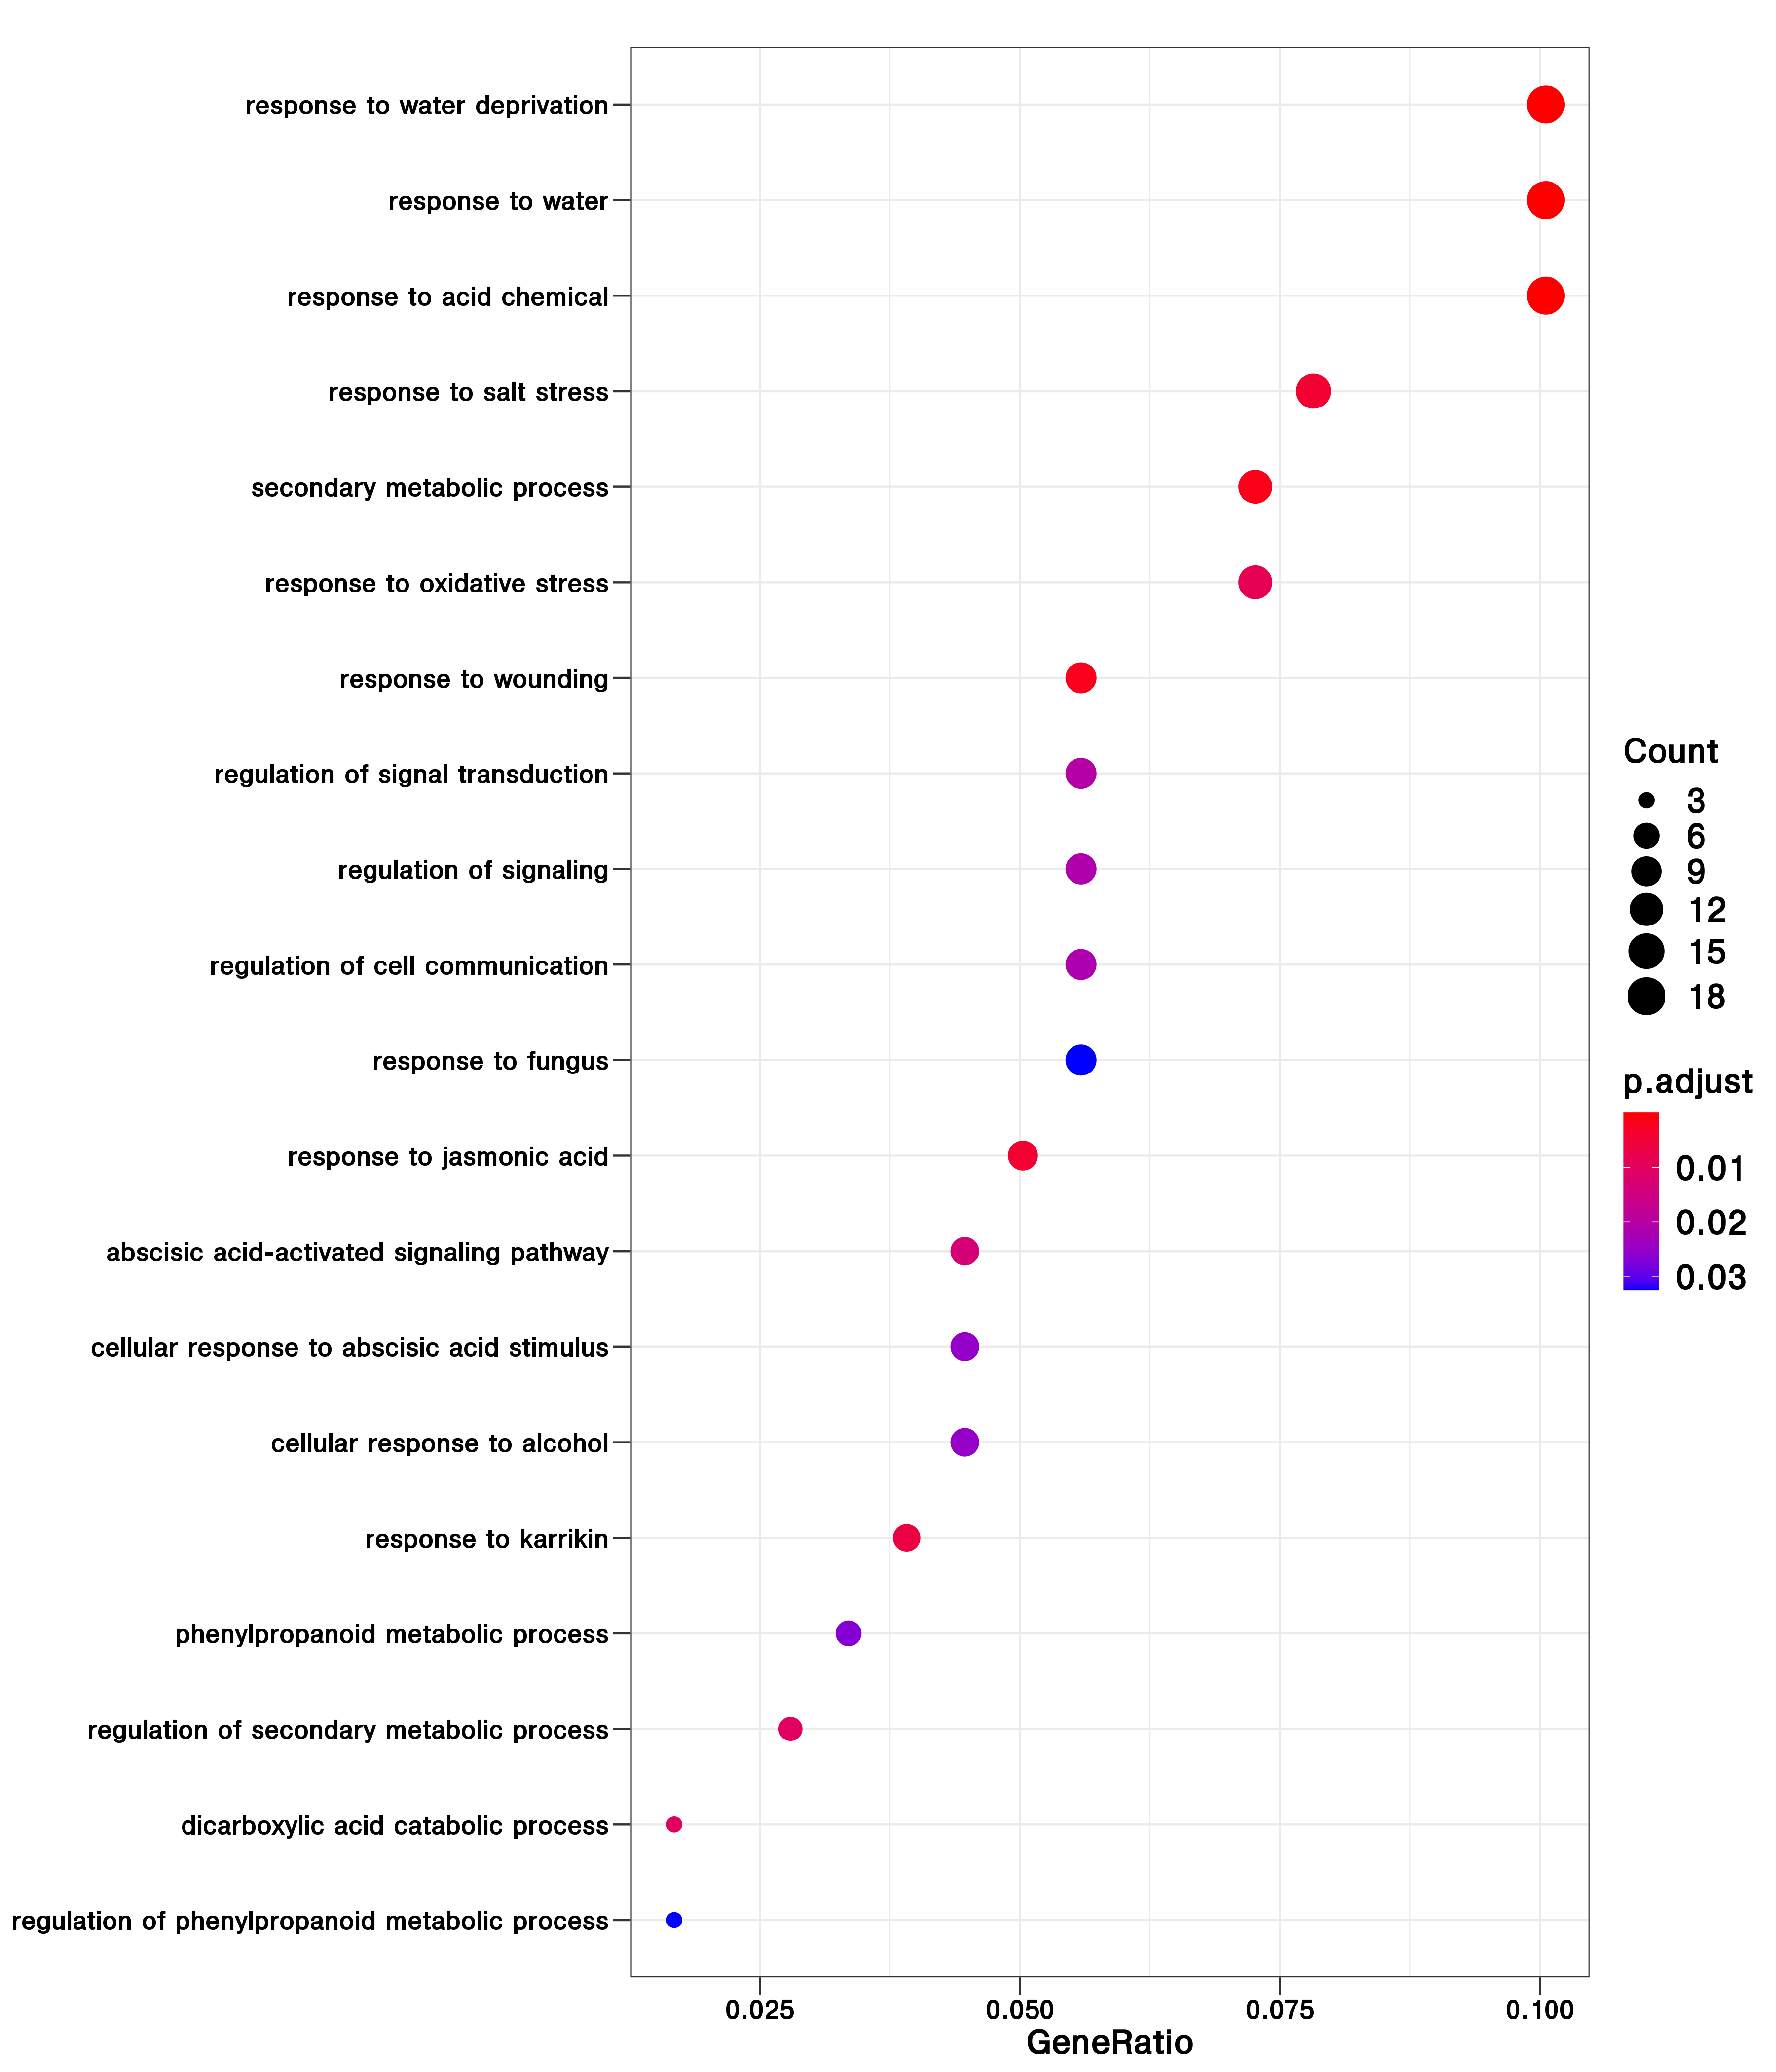 response to water deprivation
response to water
response to acid chemical
response to salt stress
secondary metabolic process
response to oxidative stress
response to wounding
regulation of signal transduction
regulation of signaling
regulation of cell communication
response to fungus
response to jasmonic acid
abscisic acid-activated signaling pathway
cellular response to abscisic acid stimulus
cellular response to alcohol
response to karrikin
phenylpropanoid metabolic process
regulation of secondary metabolic process
dicarboxylic acid catabolic process
regulation of phenylpropanoid metabolic process
0.025 0.050 0.075 0.100
GeneRatio
Count
3
6
9
12
15
18
p.adjust
0.01
0.02
0.03